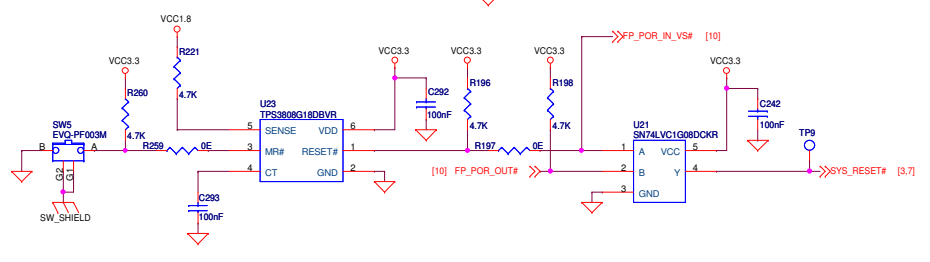 VCC1.8
FP_POR_IN_VS# [10]
VCC3.3
R221
4.7K
VCC3.3
VCC3.3
VCC3.3
VCC3.3
R260
4.7K
C292
100nF
R196
4.7K
R198
4.7K
C242
100nF
U23
TPS3808G18DBVR
SW5
EVQ-PF003M
B A
G2
G1
SW_SHIELD
R259 0E
5 SENSE VDD 6
3 MR# RESET# 1
4 CT GND 2
C293
100nF
R197 0E
[10] FP_POR_OUT#
U21
SN74LVC1G08DCKR
1 A VCC 5
2 B Y 4
3 GND
TP9
SYS_RESET# [3,7]